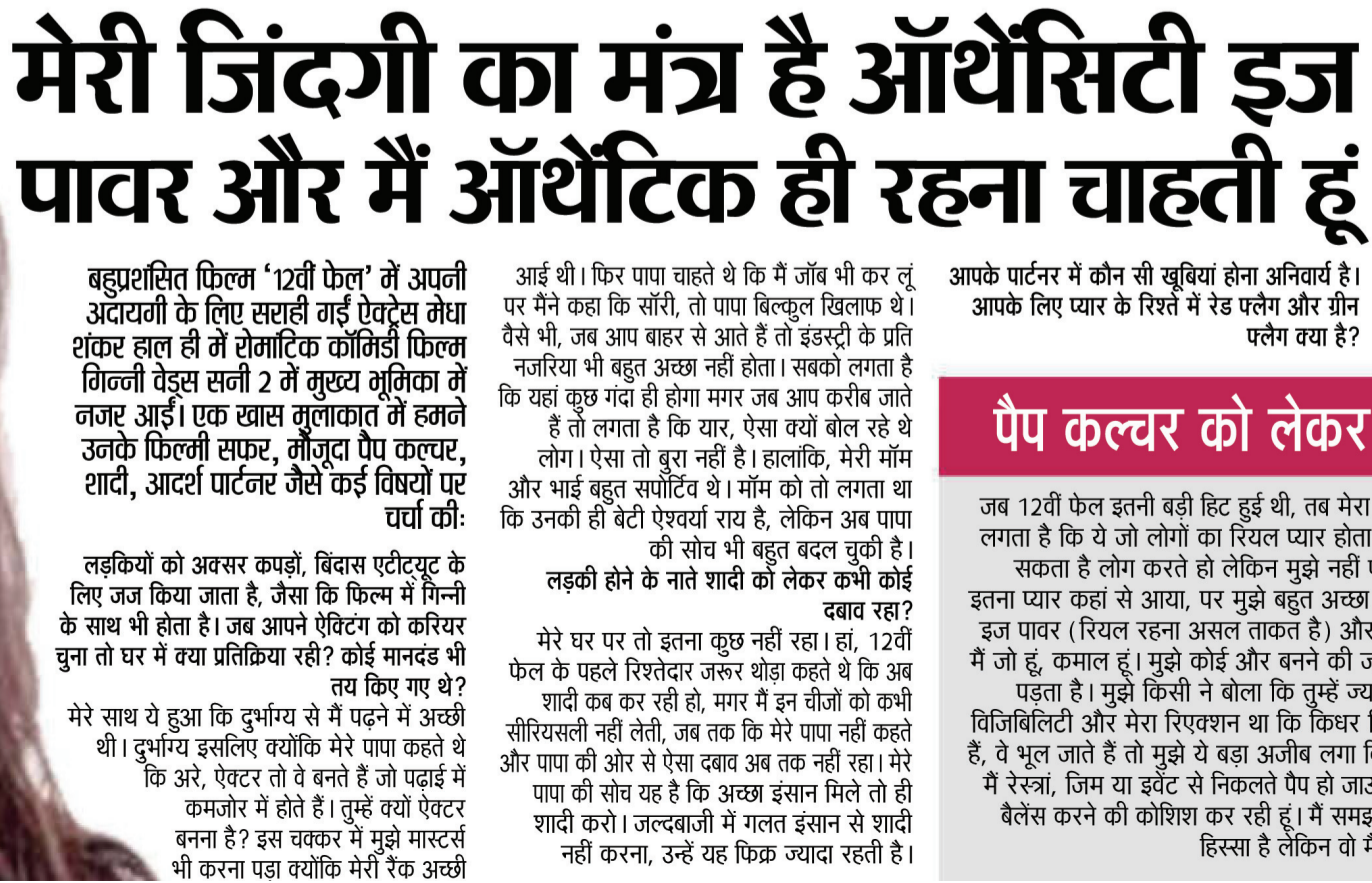 मेरी जिंदगी का मंत्र है ऑथेंसिटी इज
पावर और मैं ऑथेंटिक ही रहना चाहती हूं
बहुप्रशंसित फिल्म ‘12वीं फेल’ में अपनी
अदायगी के लिए सराही गईं ऐक्ट्रेस मेधा
शंकर हाल ही में रोमांटिक कॉमिडी फिल्म
गिन्नी वेड्स सनी 2 में मुख्य भूमिका में
नजर आईं। एक खास मुलाकात में हमने
उनके फिल्मी सफर, मौजूदा पैप कल्चर,
शादी, आदर्श पार्टनर जैसे कई विषयों पर
चर्चा की:
लड़कियों को अक्सर कपड़ों, बिंदास एटीट्यूट के
लिए जज किया जाता है, जैसा कि फिल्म में गिन्नी
के साथ भी होता है। जब आपने ऐक्टिंग को करियर
चुना तो घर में क्या प्रतिक्रिया रही? कोई मानदंड भी
तय किए गए थे?
मेरे साथ ये हुआ कि दुर्भाग्य से मैं पढ़ने में अच्छी
थी। दुर्भाग्य इसलिए क्योंकि मेरे पापा कहते थे
कि अरे, ऐक्टर तो वे बनते हैं जो पढ़ाई में
कमजोर में होते हैं। तुम्हें क्यों ऐक्टर
बनना है? इस चक्कर में मुझे मास्टर्स
भी करना पड़ा क्योंकि मेरी रैंक अच्छी
आई थी। फिर पापा चाहते थे कि मैं जॉब भी कर लूं
पर मैंने कहा कि सॉरी, तो पापा बिल्कुल खिलाफ थे।
वैसे भी, जब आप बाहर से आते हैं तो इंडस्ट्री के प्रति
नजरिया भी बहुत अच्छा नहीं होता। सबको लगता है
कि यहां कुछ गंदा ही होगा मगर जब आप करीब जाते
हैं तो लगता है कि यार, ऐसा क्यों बोल रहे थे
लोग। ऐसा तो बुरा नहीं है। हालांकि, मेरी मॉम
और भाई बहुत सपोर्टिव थे। मॉम को तो लगता था
कि उनकी ही बेटी ऐश्वर्या राय है, लेकिन अब पापा
की सोच भी बहुत बदल चुकी है।
लड़की होने के नाते शादी को लेकर कभी कोई
दबाव रहा?
मेरे घर पर तो इतना कुछ नहीं रहा। हां, 12वीं
फेल के पहले रिश्तेदार जरूर थोड़ा कहते थे कि अब
शादी कब कर रही हो, मगर मैं इन चीजों को कभी
सीरियसली नहीं लेती, जब तक कि मेरे पापा नहीं कहते
और पापा की ओर से ऐसा दबाव अब तक नहीं रहा। मेरे
पापा की सोच यह है कि अच्छा इंसान मिले तो ही
शादी करो। जल्दबाजी में गलत इंसान से शादी
नहीं करना, उन्हें यह फिक्र ज्यादा रहती है।
आपके पार्टनर में कौन सी खूबियां होना अनिवार्य है।
आपके लिए प्यार के रिश्ते में रेड फ्लैग और ग्रीन
फ्लैग क्या है?
पैप कल्चर को लेकर
जब 12वीं फेल इतनी बड़ी हिट हुई थी, तब मेरा
लगता है कि ये जो लोगों का रियल प्यार होता
सकता है लोग करते हो लेकिन मुझे नहीं
इतना प्यार कहां से आया, पर मुझे बहुत अच्छा
इज पावर (रियल रहना असल ताकत है) और
मैं जो हूं, कमाल हूं। मुझे कोई और बनने की
पड़ता है। मुझे किसी ने बोला कि तुम्हें
विजिबिलिटी और मेरा रिएक्शन था कि किधर
हैं, वे भूल जाते हैं तो मुझे ये बड़ा अजीब लगा
मैं रेस्त्रां, जिम या इवेंट से निकलते पैप हो
बैलेंस करने की कोशिश कर रही हूं। मैं
हिस्सा है लेकिन वो